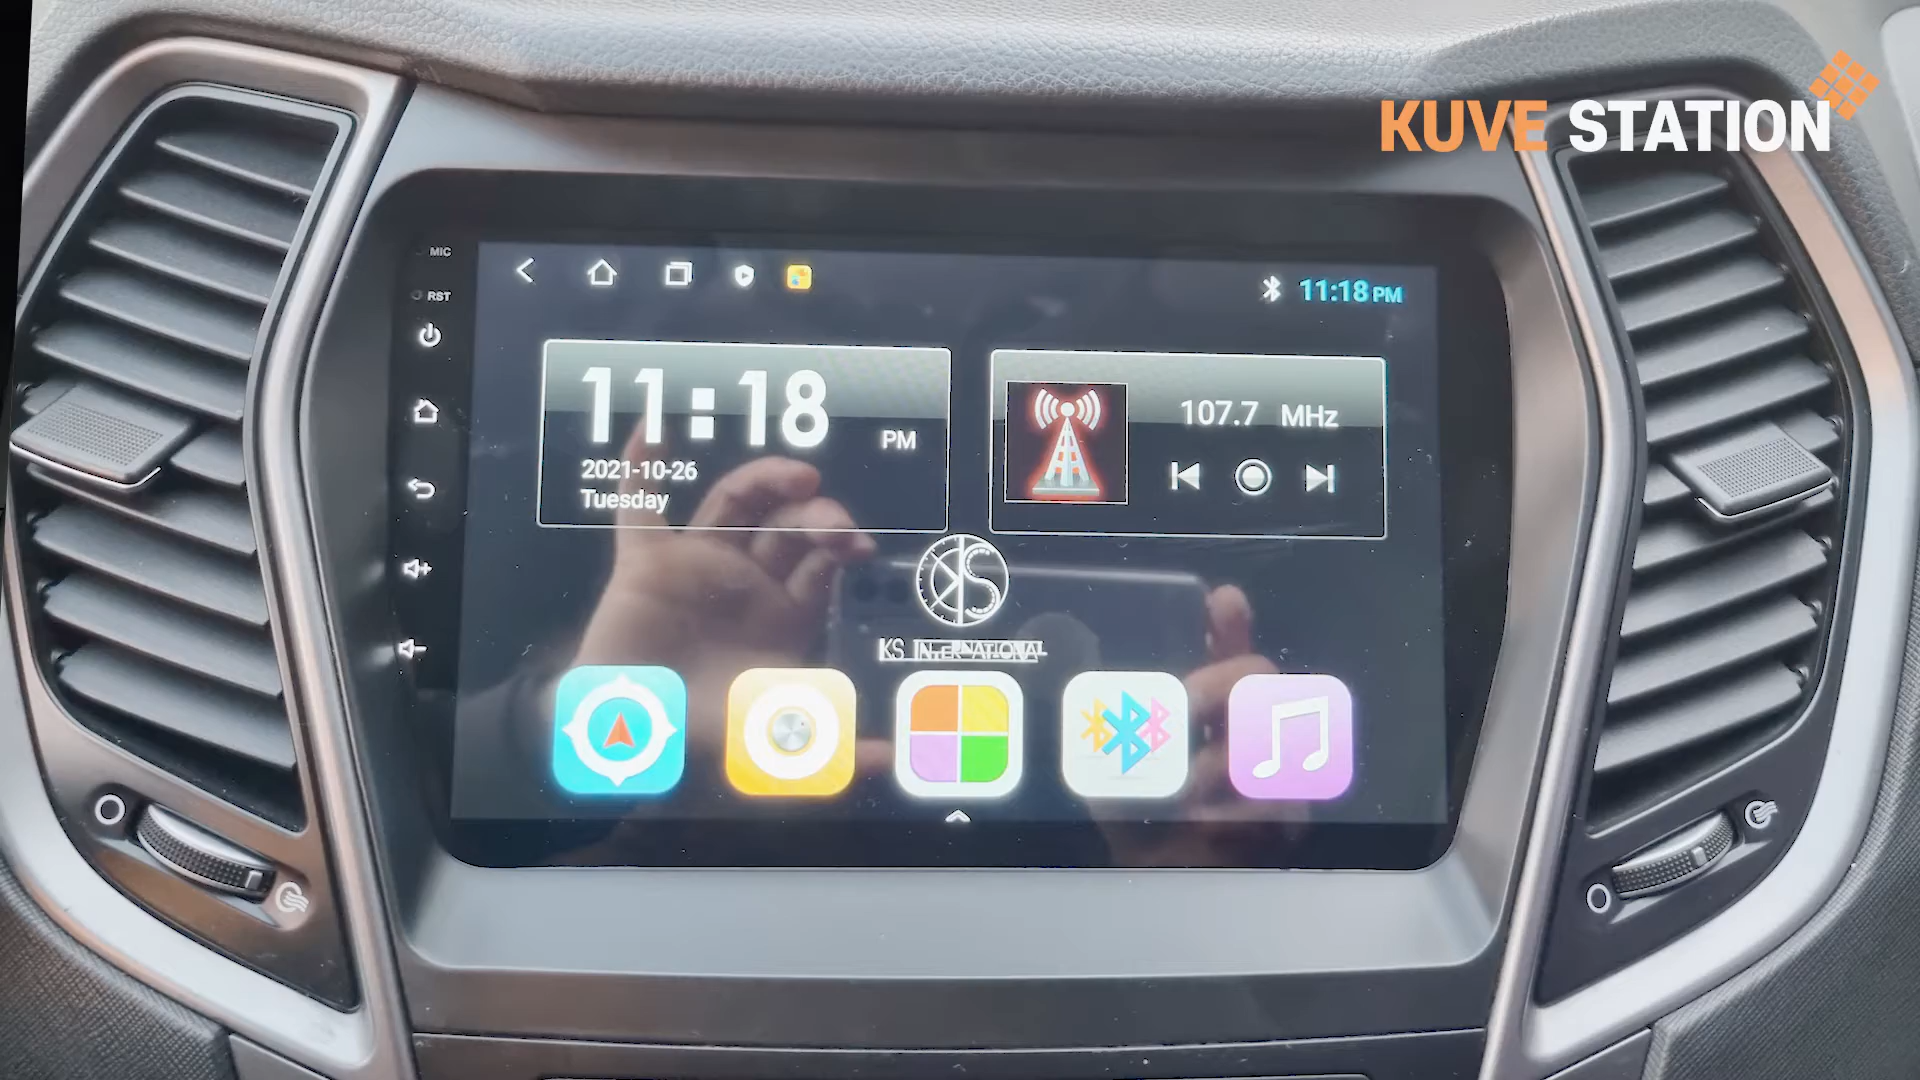 KUVE STATION
MIC
RST
11:18 PM
11:18 PM
2021-10-26
Tuesday
107.7 MHz
KS
KS INTERNATIONAL